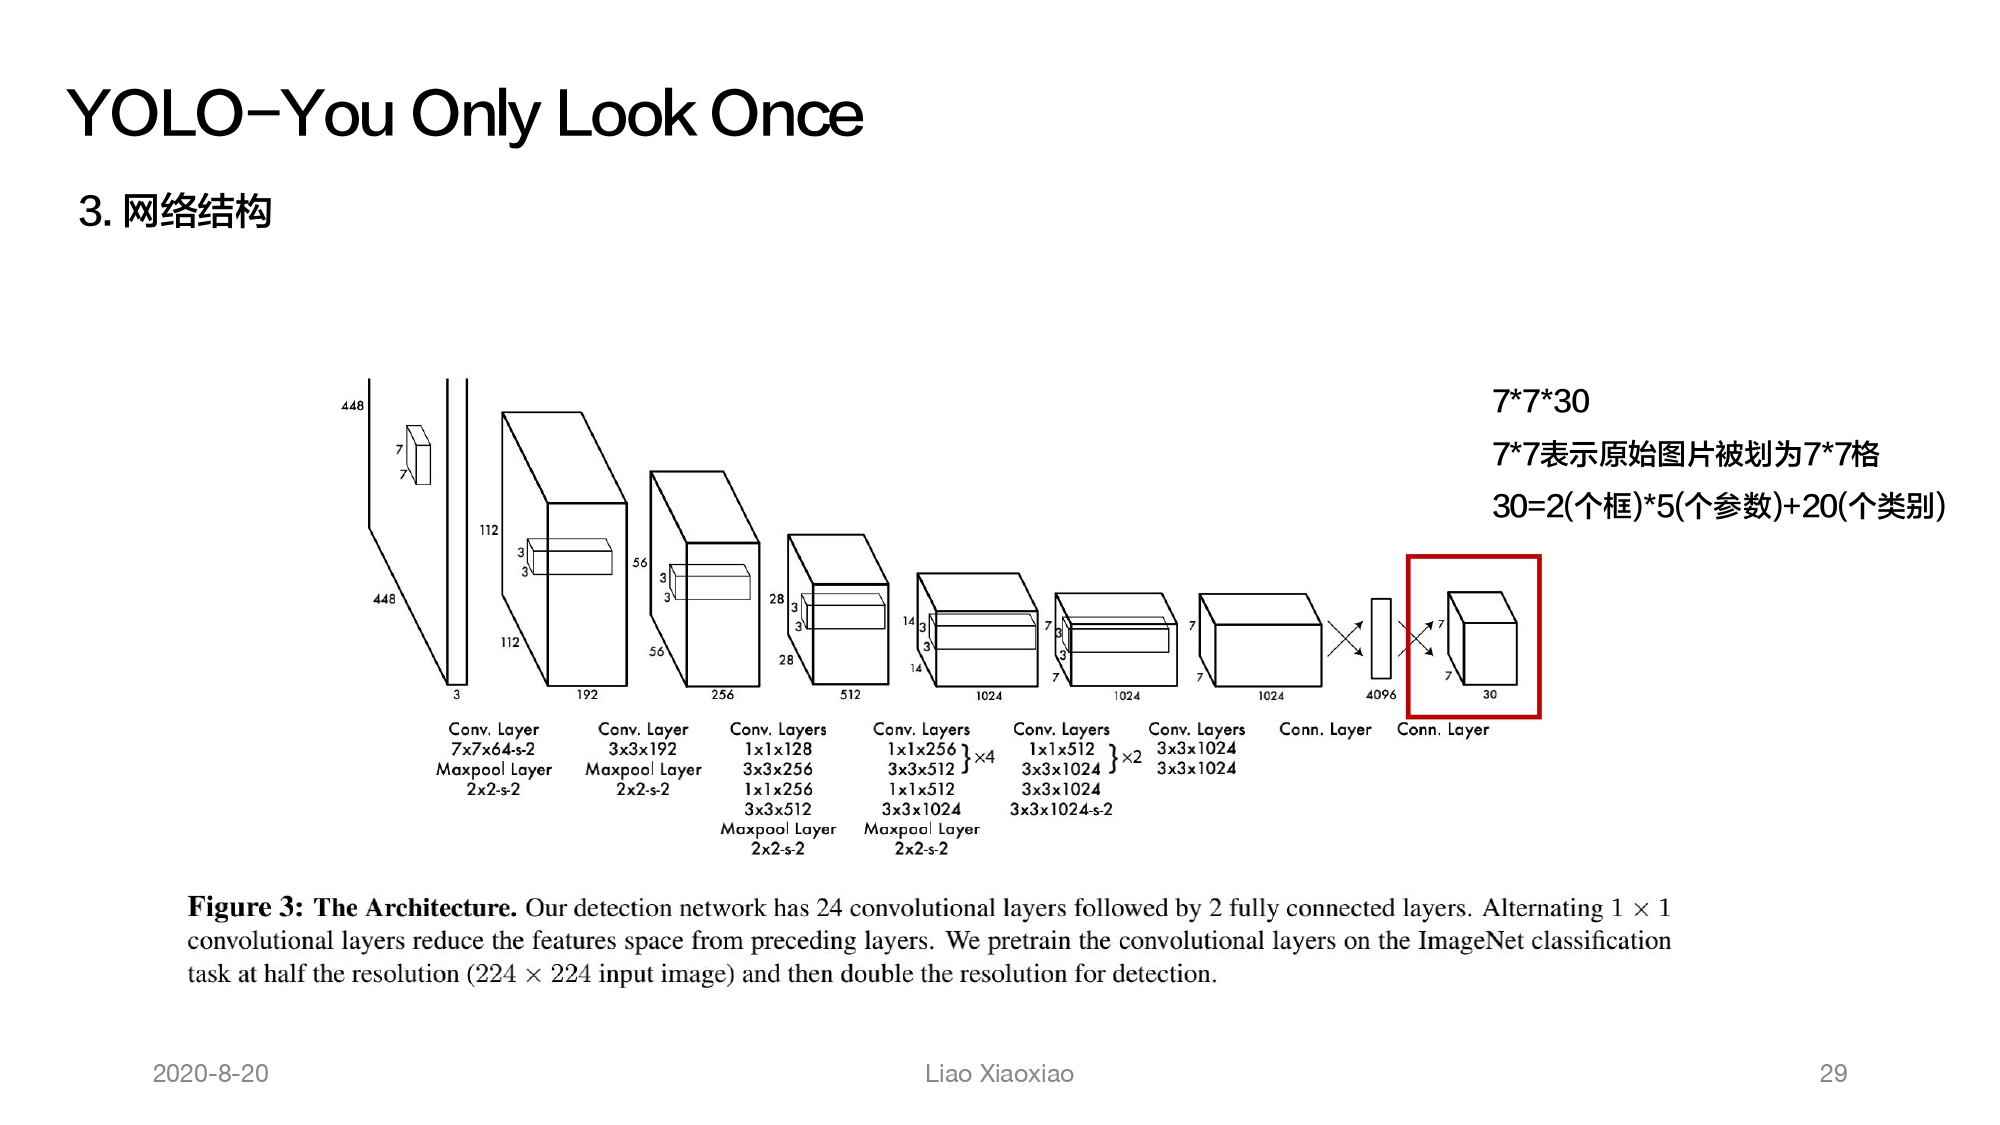 YOLO–You Only Look Once
3. 网络结构
7*7*30
7*7表示原始图片被划为7*7格
30=2(个框)*5(个参数)+20(个类别)
448
7
7
448
3
112
3
3
112
192
56
3
3
56
256
28
3
3
28
512
14
3
3
14
1024
7
3
3
7
1024
7
7
1024
4096
7
7
30
Conv. Layer
7x7x64-s-2
Maxpool Layer
2x2-s-2
Conv. Layer
3x3x192
Maxpool Layer
2x2-s-2
Conv. Layers
1x1x128
3x3x256
1x1x256
3x3x512
Maxpool Layer
2x2-s-2
Conv. Layers
1x1x256
3x3x512
}×4
1x1x512
3x3x1024
Maxpool Layer
2x2-s-2
Conv. Layers
1x1x512
3x3x1024
}×2
3x3x1024
3x3x1024-s-2
Conv. Layers
3x3x1024
3x3x1024
Conn. Layer
Conn. Layer
Figure 3: The Architecture. Our detection network has 24 convolutional layers followed by 2 fully connected layers. Alternating 1 × 1
convolutional layers reduce the features space from preceding layers. We pretrain the convolutional layers on the ImageNet classification
task at half the resolution (224 × 224 input image) and then double the resolution for detection.
2020-8-20
Liao Xiaoxiao
29